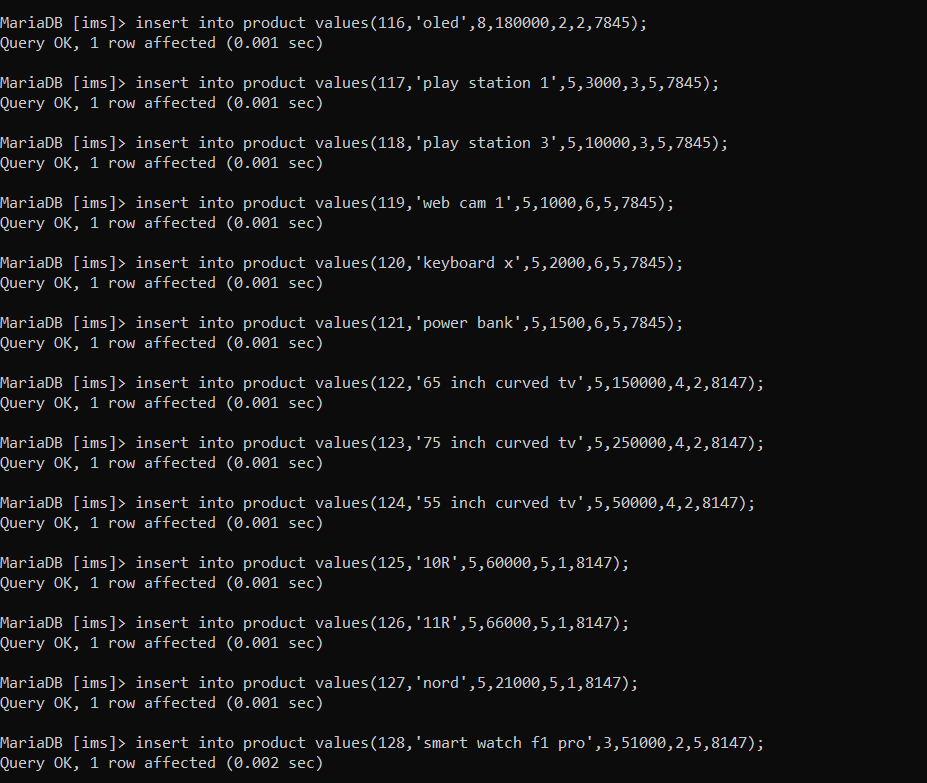 MariaDB [ims]> insert into product values(116,'oled',8,180000,2,2,7845);
Query OK, 1 row affected (0.001 sec)
MariaDB [ims]> insert into product values(117,'play station 1',5,3000,3,5,7845);
Query OK, 1 row affected (0.001 sec)
MariaDB [ims]> insert into product values(118,'play station 3',5,10000,3,5,7845);
Query OK, 1 row affected (0.001 sec)
MariaDB [ims]> insert into product values(119,'web cam 1',5,1000,6,5,7845);
Query OK, 1 row affected (0.001 sec)
MariaDB [ims]> insert into product values(120,'keyboard x',5,2000,6,5,7845);
Query OK, 1 row affected (0.001 sec)
MariaDB [ims]> insert into product values(121,'power bank',5,1500,6,5,7845);
Query OK, 1 row affected (0.001 sec)
MariaDB [ims]> insert into product values(122,'65 inch curved tv',5,150000,4,2,8147);
Query OK, 1 row affected (0.001 sec)
MariaDB [ims]> insert into product values(123,'75 inch curved tv',5,250000,4,2,8147);
Query OK, 1 row affected (0.001 sec)
MariaDB [ims]> insert into product values(124,'55 inch curved tv',5,50000,4,2,8147);
Query OK, 1 row affected (0.001 sec)
MariaDB [ims]> insert into product values(125,'10R',5,60000,5,1,8147);
Query OK, 1 row affected (0.001 sec)
MariaDB [ims]> insert into product values(126,'11R',5,66000,5,1,8147);
Query OK, 1 row affected (0.001 sec)
MariaDB [ims]> insert into product values(127,'nord',5,21000,5,1,8147);
Query OK, 1 row affected (0.001 sec)
MariaDB [ims]> insert into product values(128,'smart watch f1 pro',3,51000,2,5,8147);
Query OK, 1 row affected (0.002 sec)